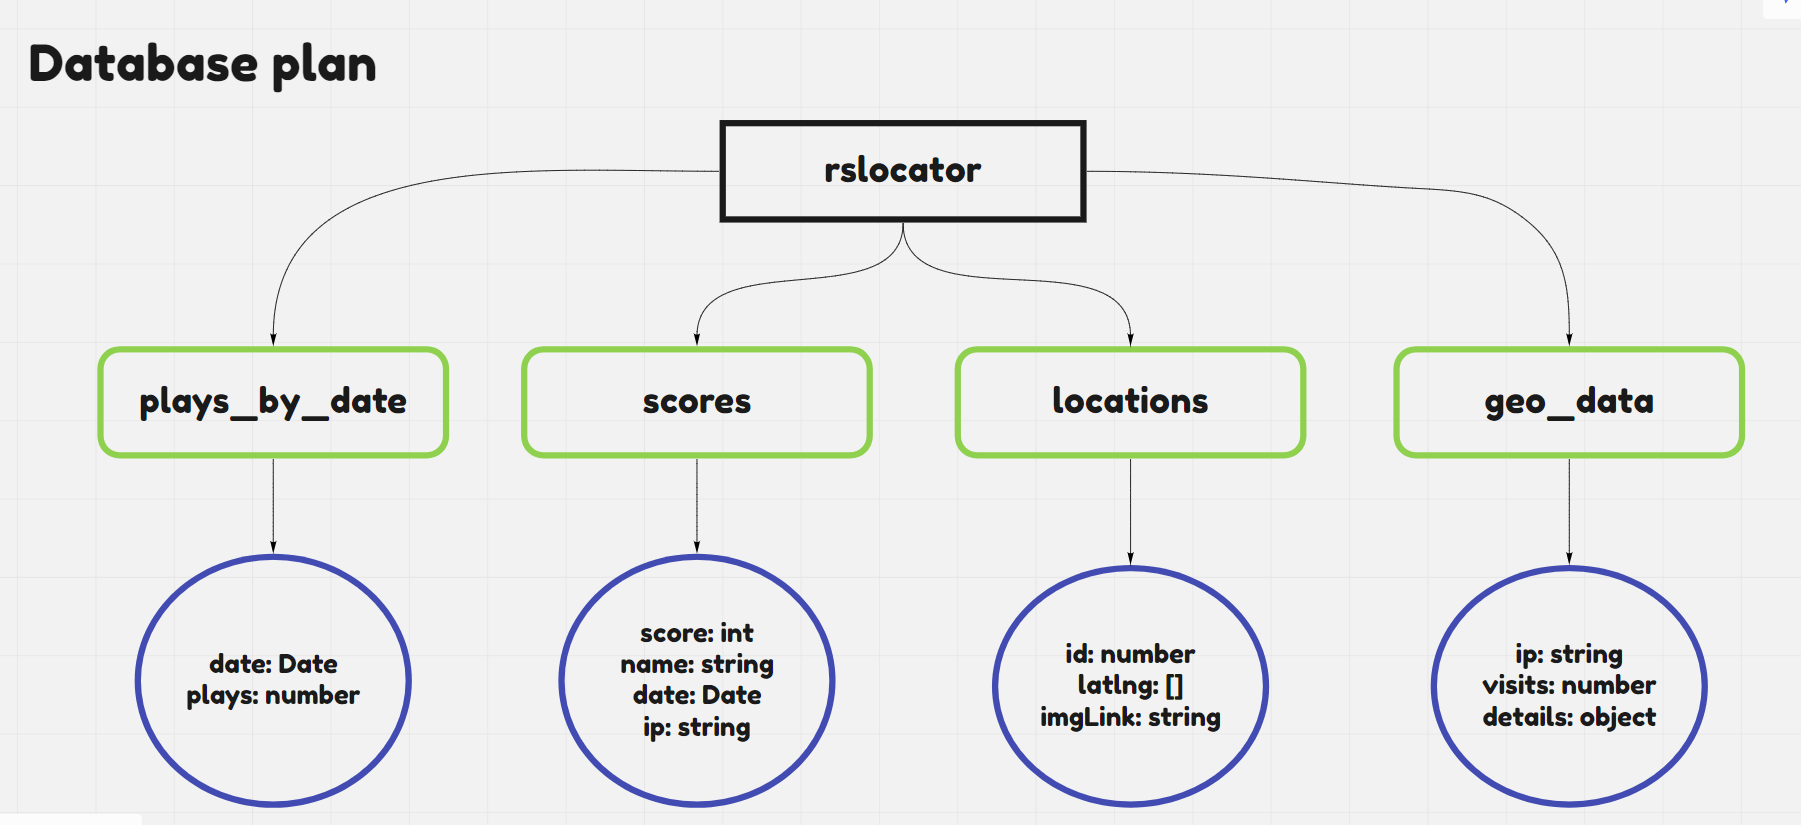 Database plan
rslocator
plays_by_date
scores
locations
geo_data
date: Date
plays: number
score: int
name: string
date: Date
ip: string
id: number
latlng: []
imgLink: string
ip: string
visits: number
details: object